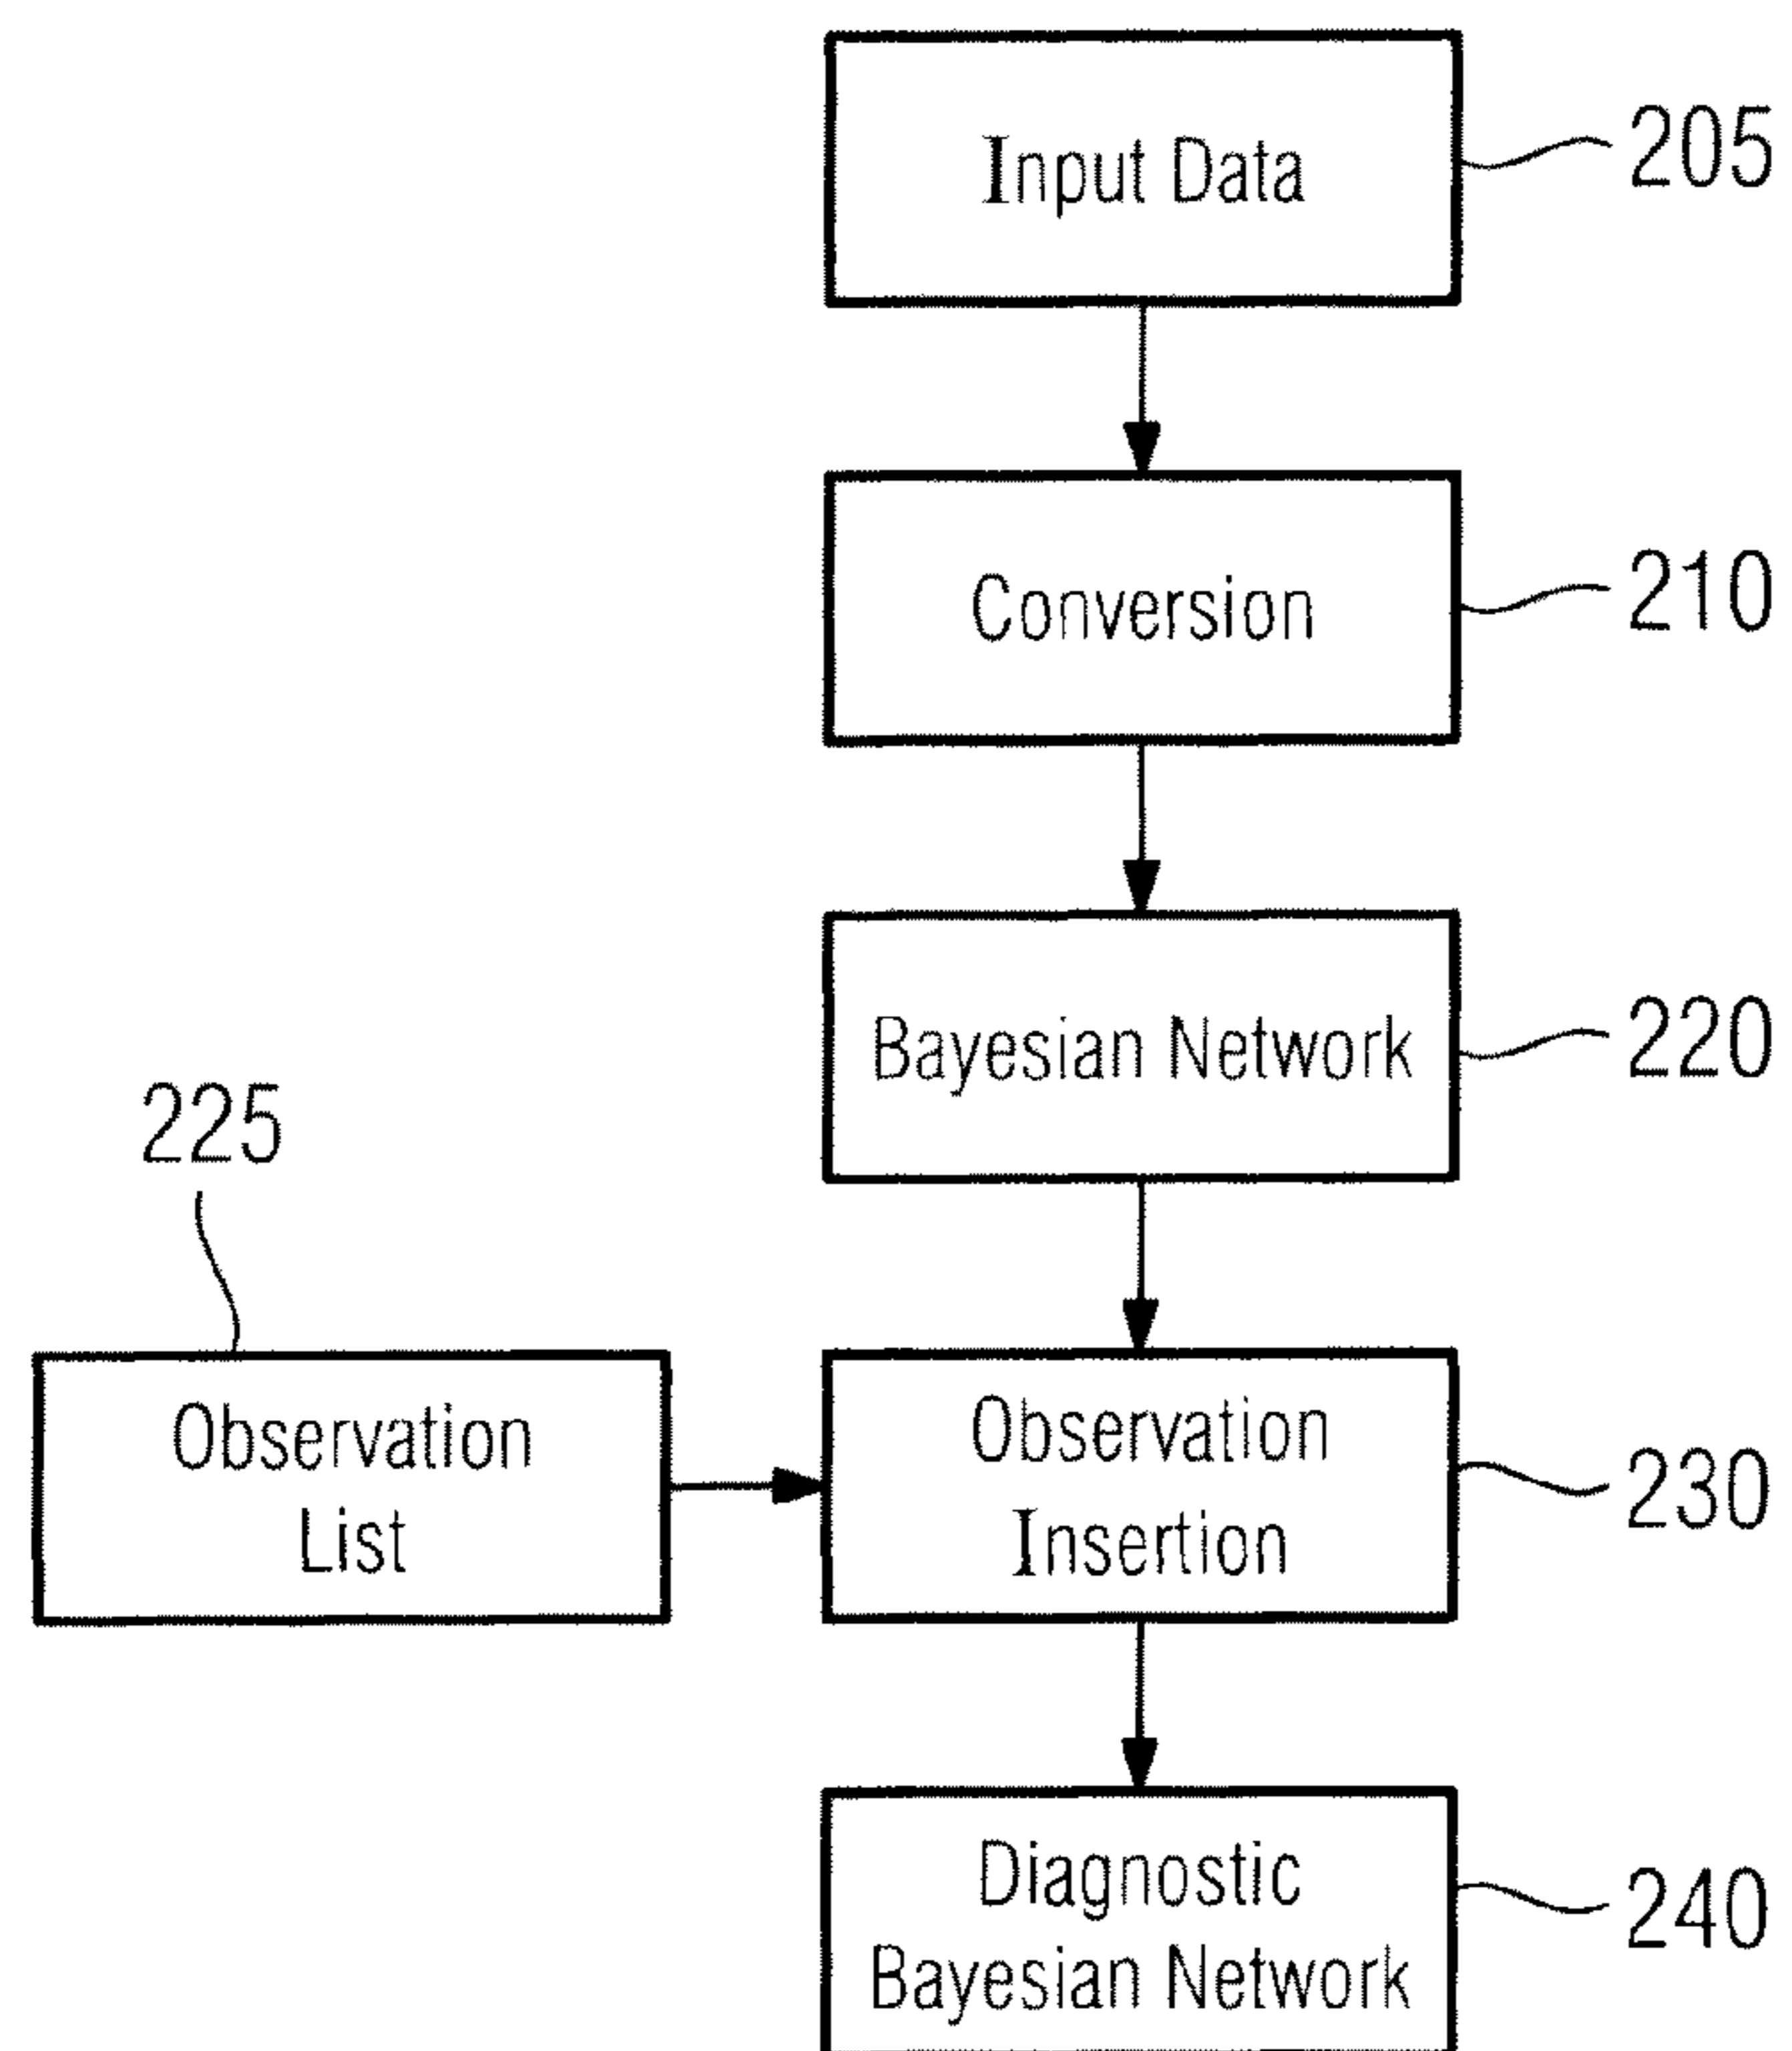 Input Data
205
Conversion
210
Bayesian Network
220
225
Observation
List
Observation
Insertion
230
Diagnostic
Bayesian Network
240